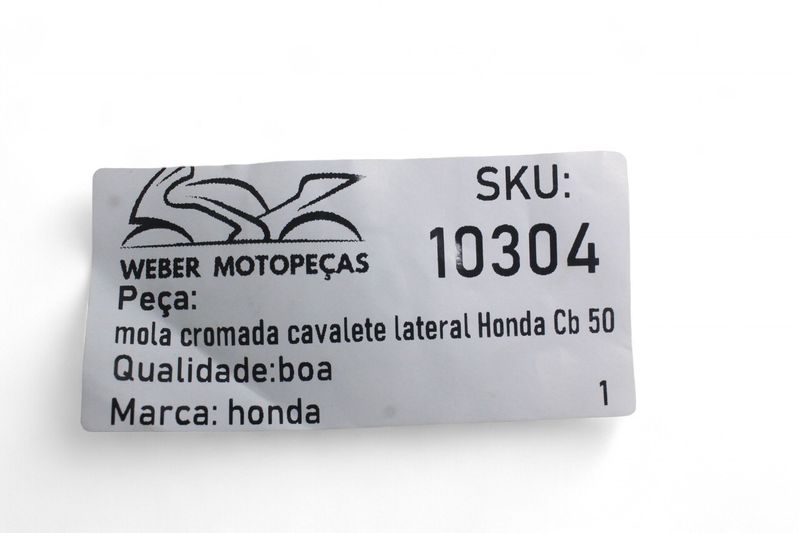 SKU:
10304
WEBER MOTOPEÇAS
Peça:
mola cromada cavalete lateral Honda Cb 50
Qualidade:boa
Marca: honda
1